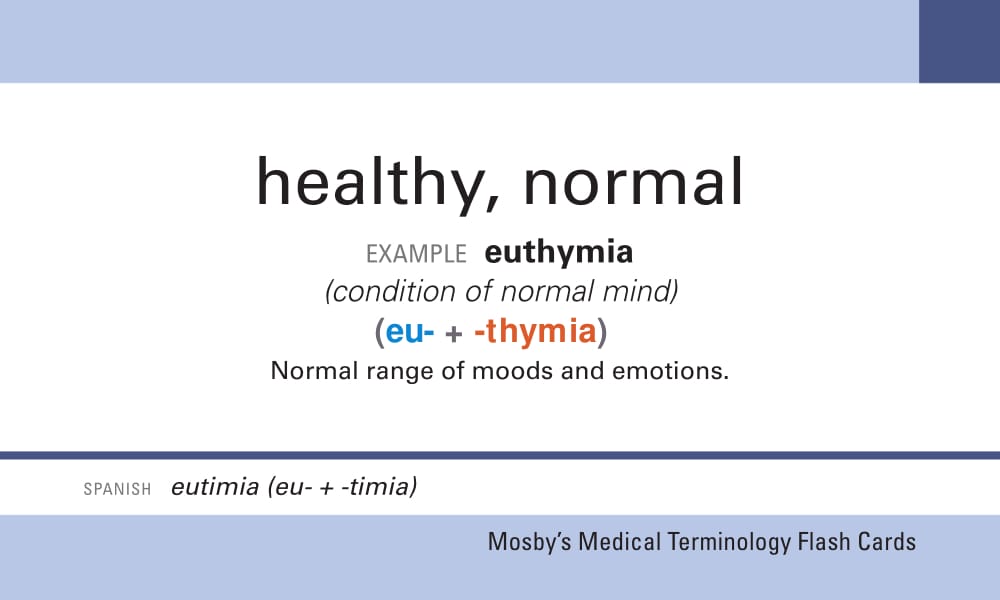 healthy, normal
EXAMPLE euthymia
(condition of normal mind)
(eu- + -thymia)
Normal range of moods and emotions.
SPANISH eutimia (eu- + -timia)
Mosby's Medical Terminology Flash Cards